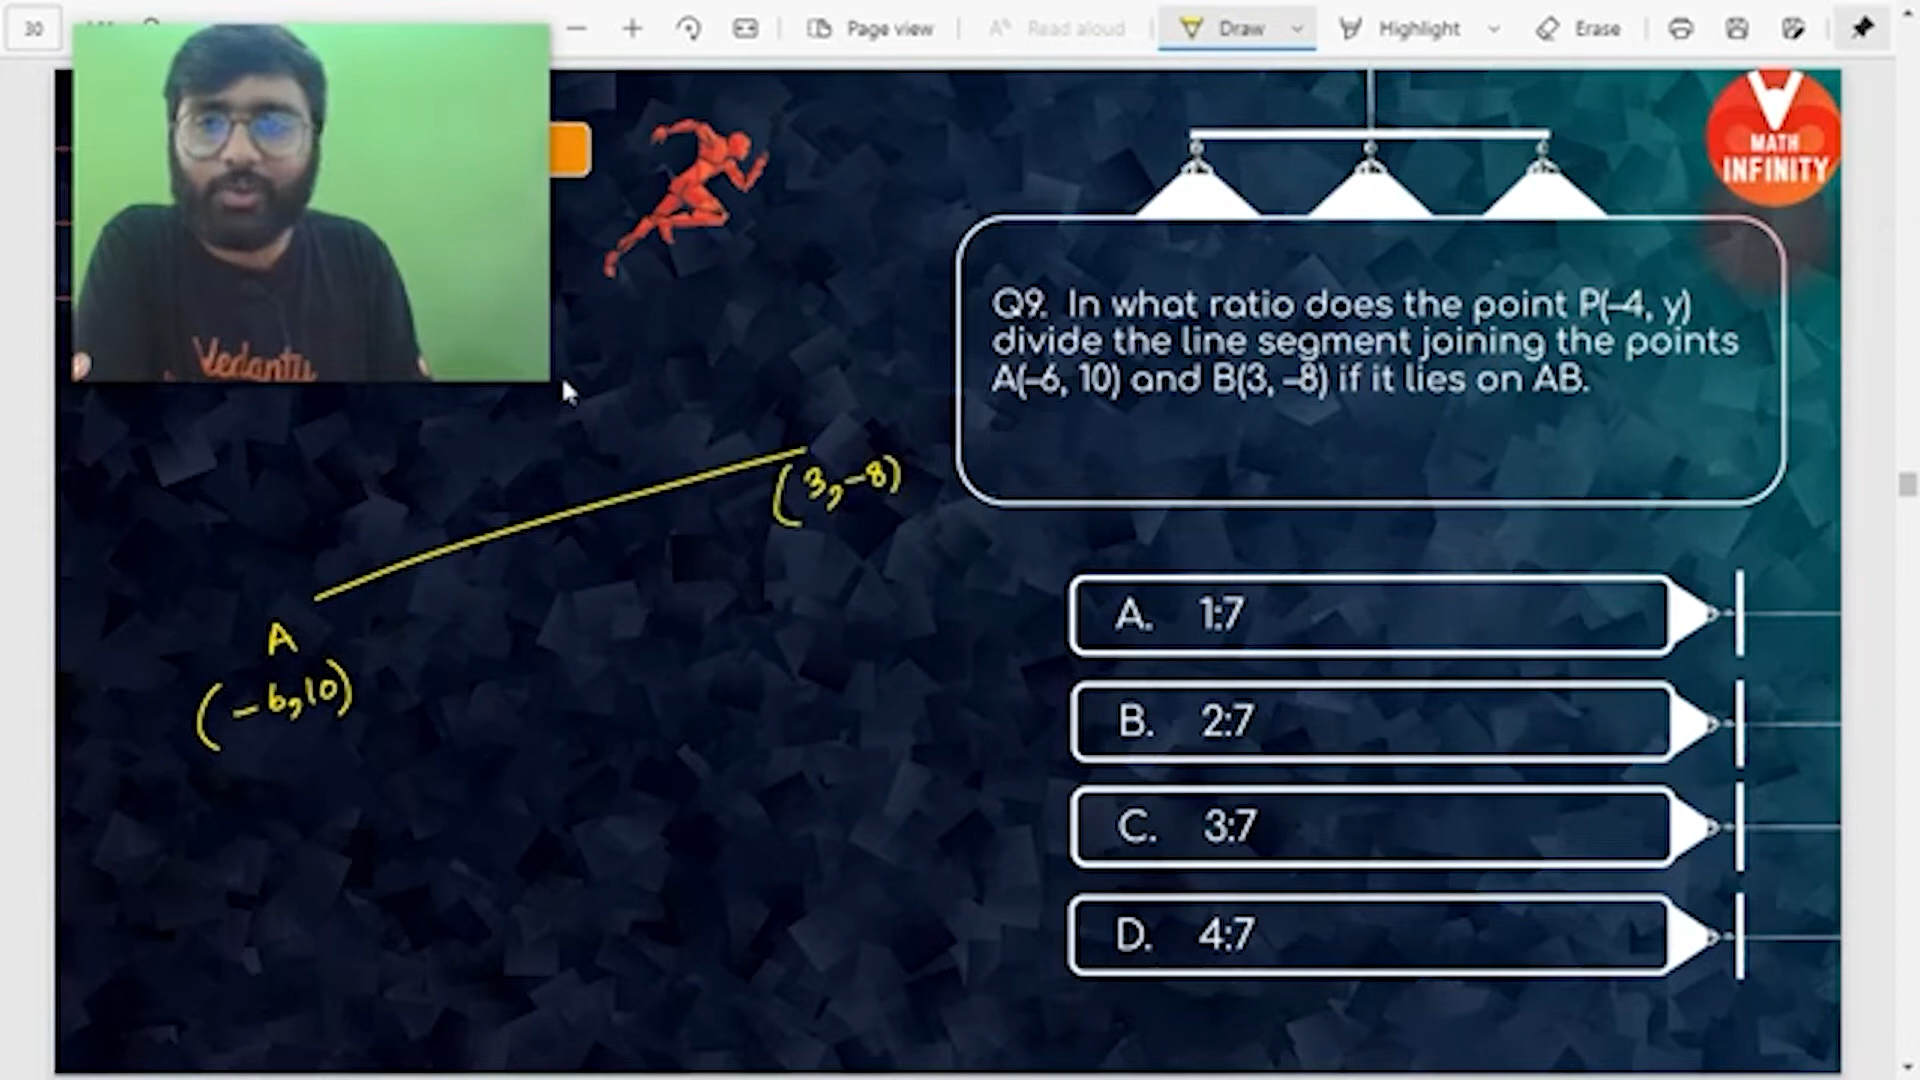 30
Page view
Read aloud
Draw
Highlight
Erase
MATH
INFINITY
Vedantu
Q9. In what ratio does the point P(–4, y)
divide the line segment joining the points
A(–6, 10) and B(3, –8) if it lies on AB.
(3,-8)
A
(-6,10)
A. 1:7
B. 2:7
C. 3:7
D. 4:7